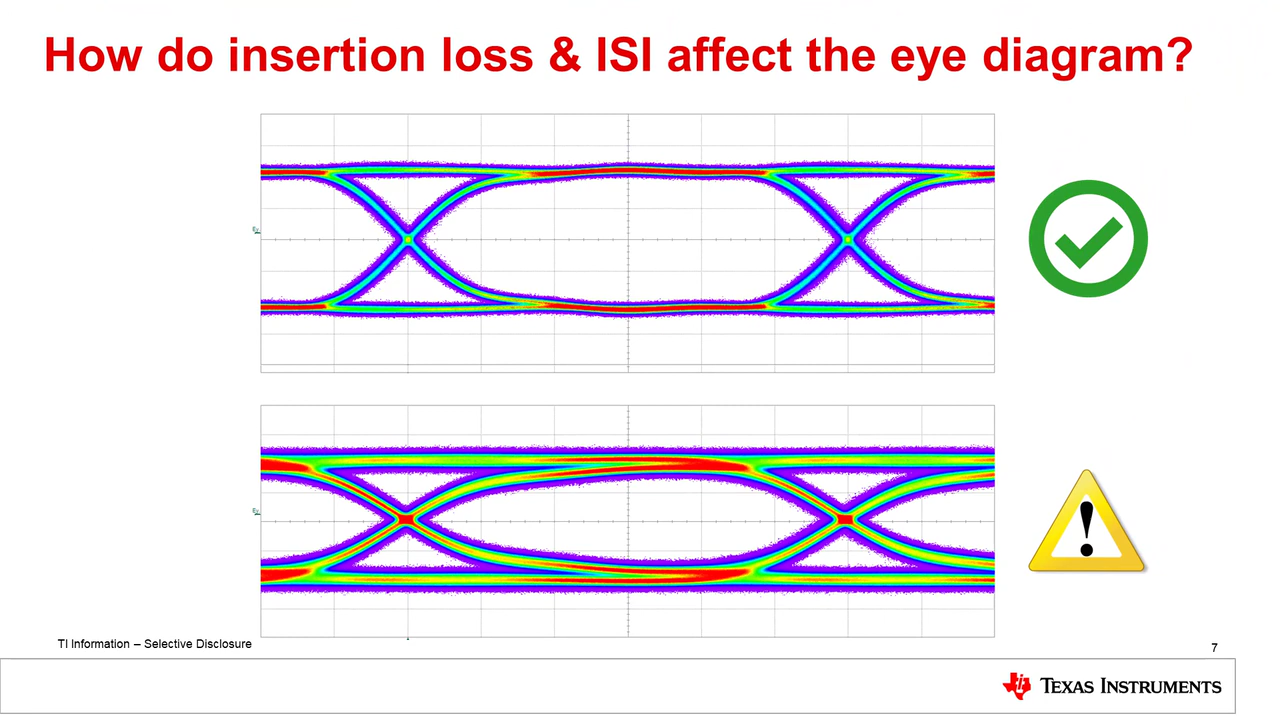 How do insertion loss & ISI affect the eye diagram?
TI Information – Selective Disclosure
7
TEXAS INSTRUMENTS